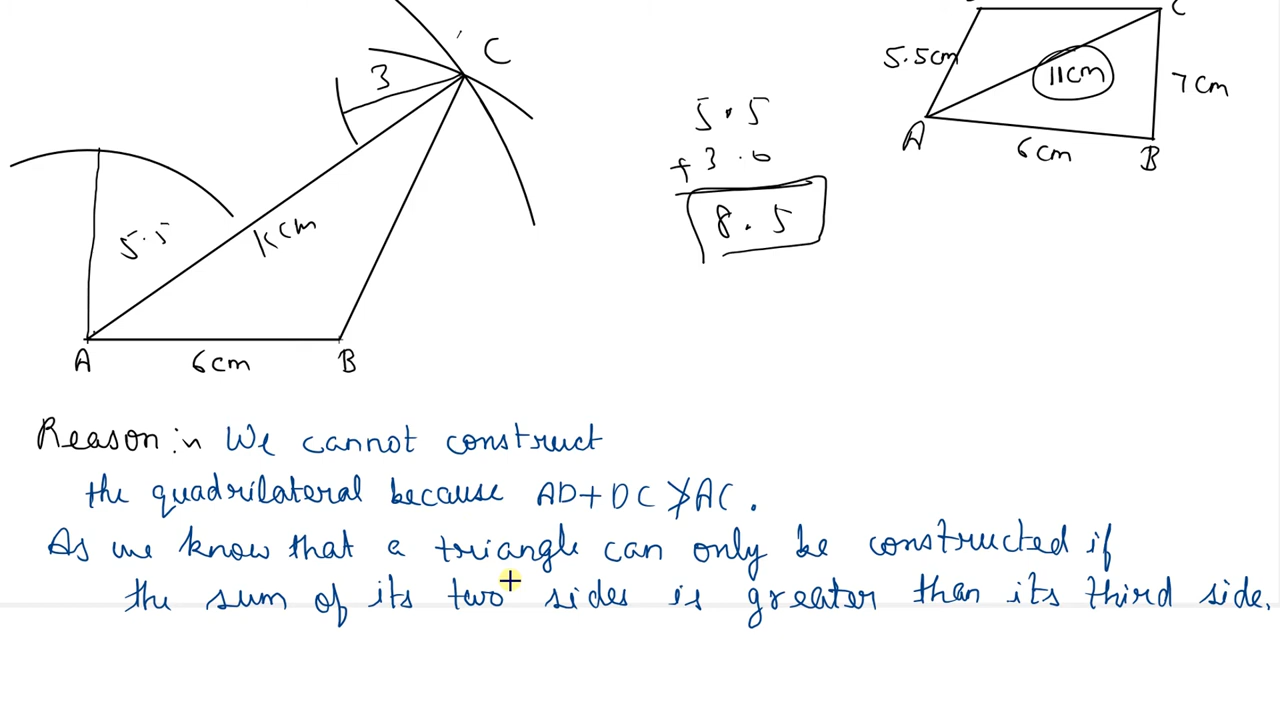 C
3
5.5
11cm
A
6cm
B
5.5
+3.0
8.5
C
5.5cm
11cm
7cm
A
6cm
B
Reason:n We cannot construct
the quadrilateral because AD+DC≯AC.
As we know that a triangle can only be constructed if
the sum of its two sides is greater than its third side.